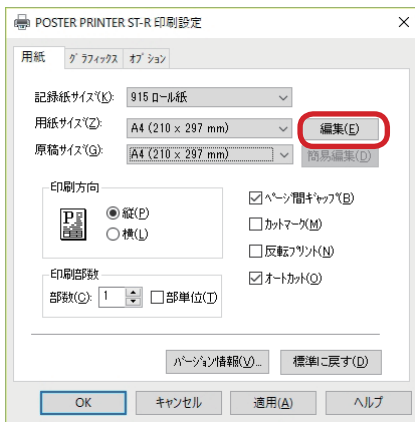 POSTER PRINTER ST-R 印刷設定
用紙 グラフィックス オプション
記録紙サイズ(K): 915 ロール紙
用紙サイズ(Z): A4 (210 x 297 mm) 編集(E)
原稿サイズ(G): A4 (210 x 297 mm) 簡易編集(D)
印刷方向
縦(P)
横(L)
ページ間ギャップ(B)
カットマーク(M)
反転プリント(N)
オートカット(O)
印刷部数
部数(C): 1 部単位(T)
バージョン情報(V)... 標準に戻す(D)
OK キャンセル 適用(A) ヘルプ